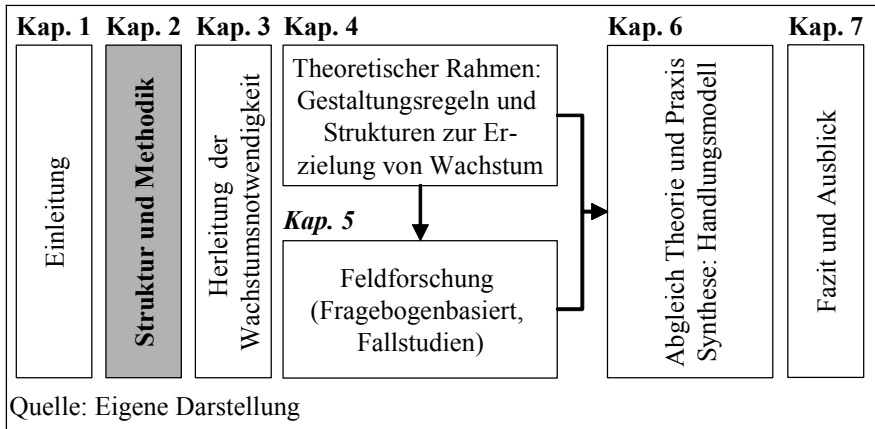 Kap. 1
Kap. 2
Kap. 3
Kap. 4
Kap. 6
Kap. 7
Einleitung
Struktur und Methodik
Herleitung der
Wachstumsnotwendigkeit
Theoretischer Rahmen:
Gestaltungsregeln und
Strukturen zur Er-
zielung von Wachstum
Kap. 5
Feldforschung
(Fragebogenbasiert,
Fallstudien)
Abgleich Theorie und Praxis
Synthese: Handlungsmodell
Fazit und Ausblick
Quelle: Eigene Darstellung